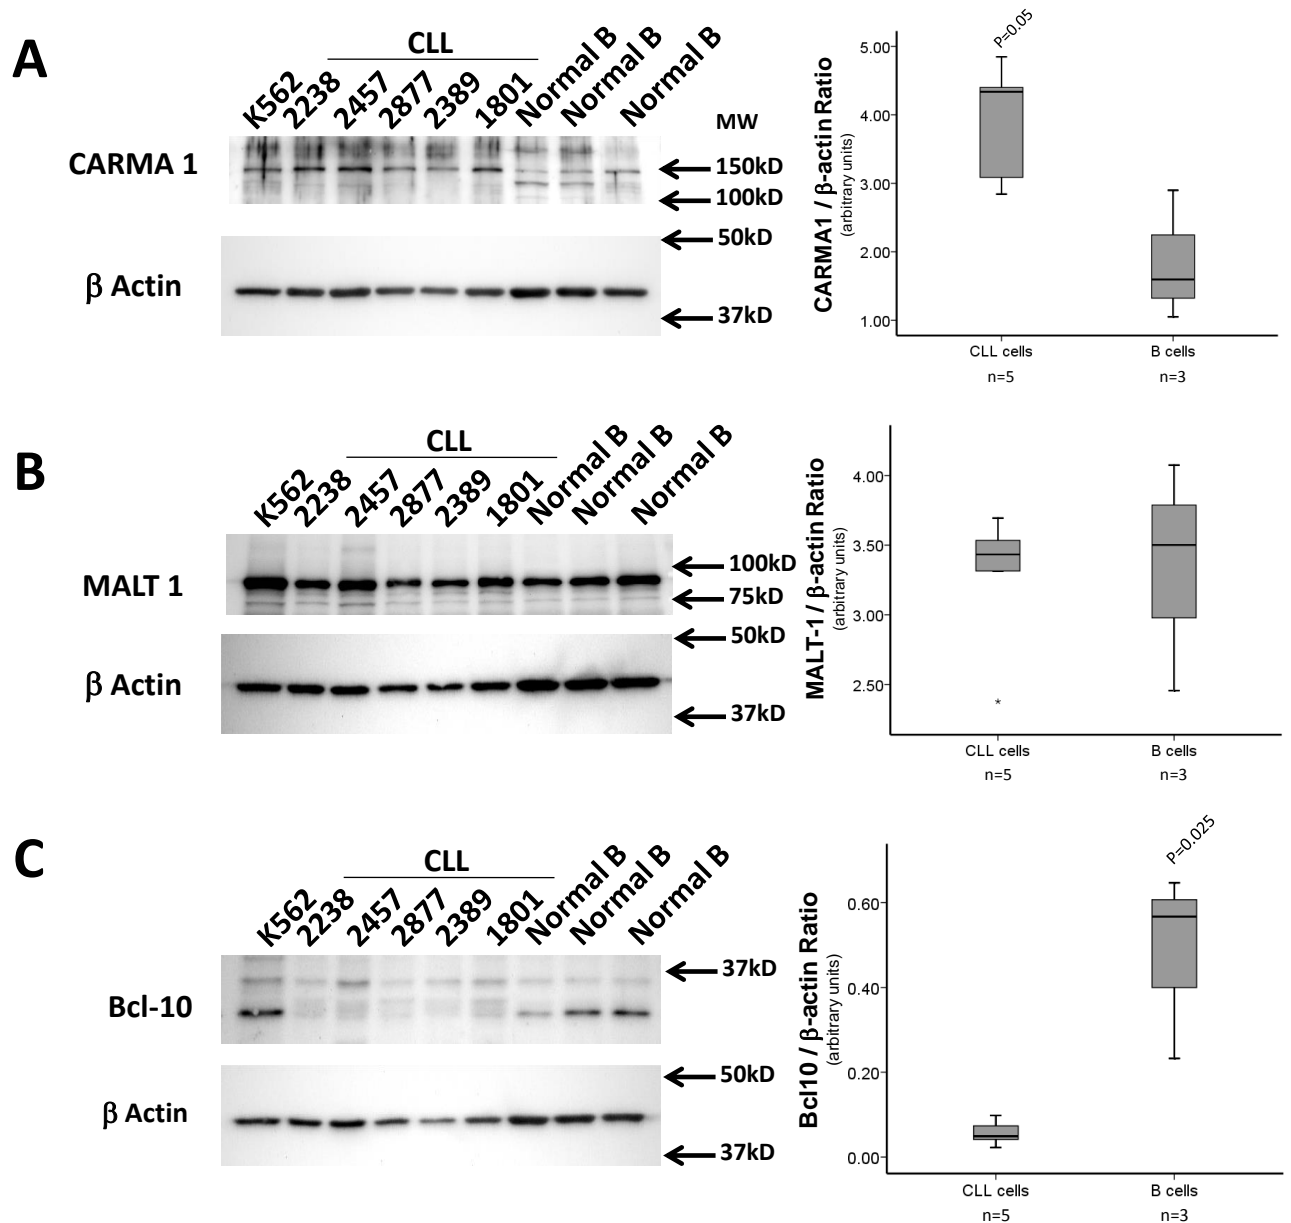 A
CLL
K562 2238 2457 2877 2389 1801 Normal B Normal B Normal B
MW
CARMA 1
150kD
100kD
50kD
β Actin
37kD
P=0.05
CARMA1 / β-actin Ratio
(arbitrary units)
5.00
4.00
3.00
2.00
1.00
CLL cells B cells
n=5 n=3
B
CLL
K562 2238 2457 2877 2389 1801 Normal B Normal B Normal B
MALT 1
100kD
75kD
50kD
β Actin
37kD
MALT-1 / β-actin Ratio
(arbitrary units)
4.00
3.50
3.00
2.50
*
CLL cells B cells
n=5 n=3
C
CLL
K562 2238 2457 2877 2389 1801 Normal B Normal B Normal B
37kD
Bcl-10
50kD
β Actin
37kD
P=0.025
Bcl10 / β-actin Ratio
(arbitrary units)
0.60
0.40
0.20
0.00
CLL cells B cells
n=5 n=3